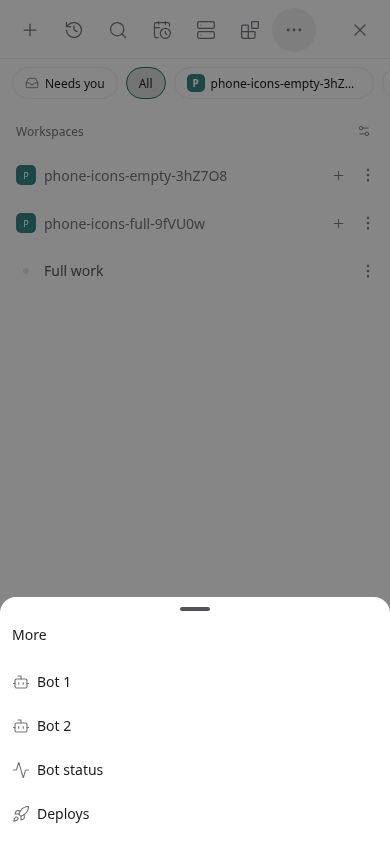 Needs you
All
P phone-icons-empty-3hZ...
Workspaces
P phone-icons-empty-3hZ7O8
P phone-icons-full-9fVU0w
Full work
More
Bot 1
Bot 2
Bot status
Deploys